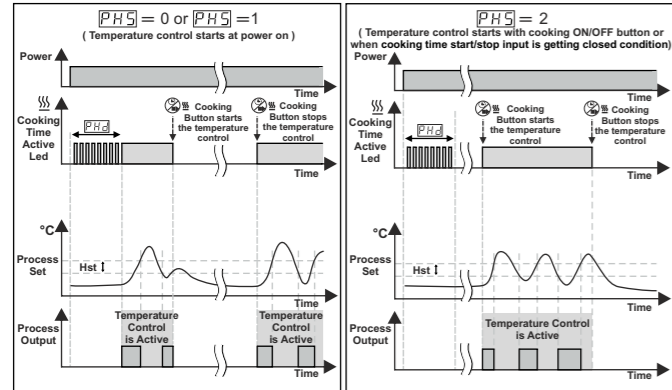 PHS = 0 or PHS =1
( Temperature control starts at power on )
Power
Time
Cooking
Time
Active
Led
PHd
Cooking
Button starts
the temperature
control
Cooking
Button stops
the temperature
control
Time
°C
Process
Set
Hst
Time
Process
Output
Temperature
Control
is Active
Temperature
Control
is Active
Time
PHS = 2
( Temperature control starts with cooking ON/OFF button or
when cooking time start/stop input is getting closed condition)
Power
Time
Cooking
Time
Active
Led
PHd
Cooking
Button starts
the temperature
control
Cooking
Button stops
the temperature
control
Time
°C
Process
Set
Hst
Time
Process
Output
Temperature Control
is Active
Time